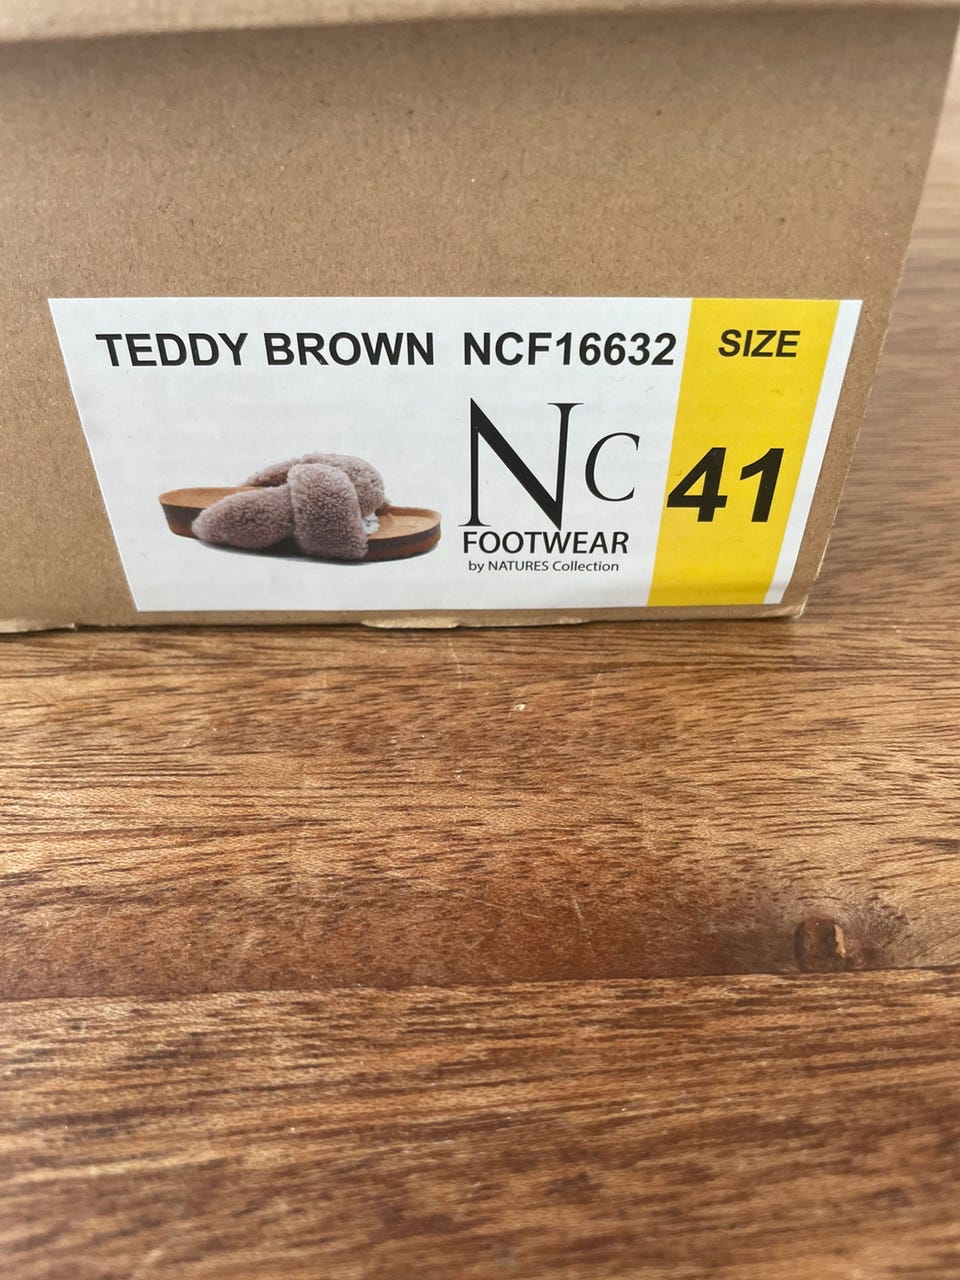 TEDDY BROWN NCF16632 SIZE
NC
41
FOOTWEAR
by NATURES Collection